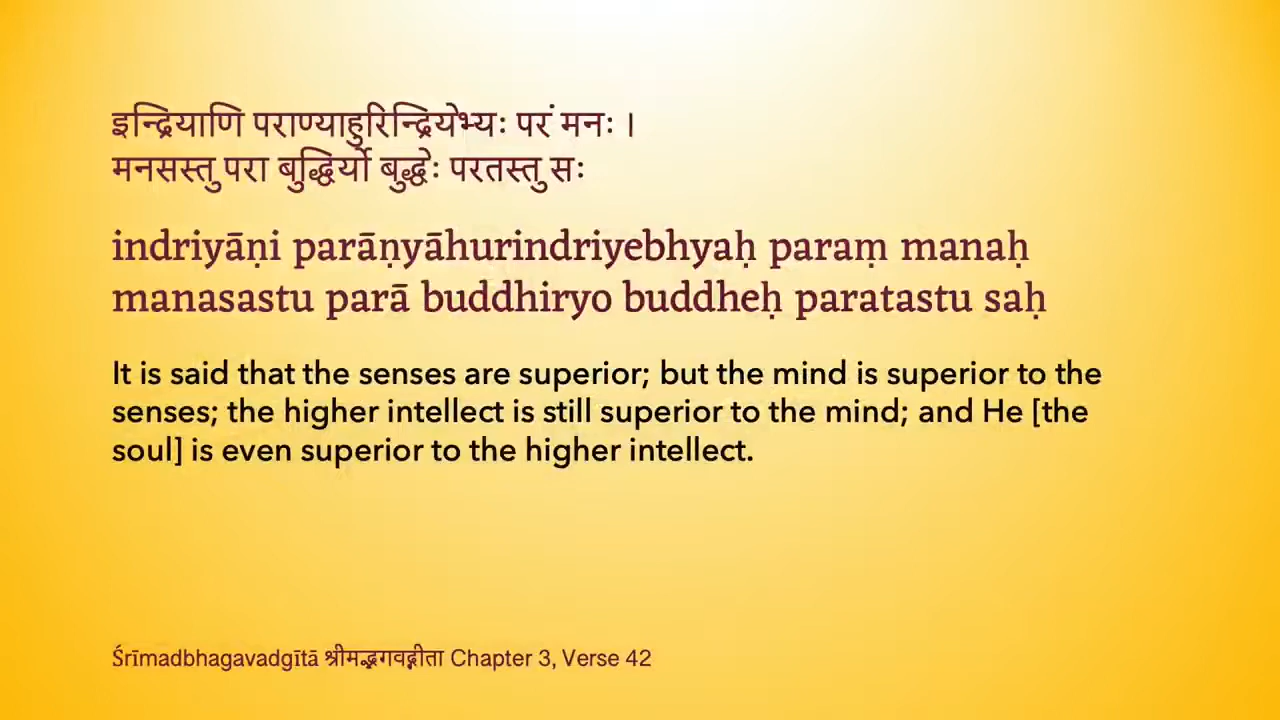 इन्द्रियाणि पराण्याहुरिन्द्रियेभ्यः परं मनः ।
मनसस्तु परा बुद्धिर्यो बुद्धेः परतस्तु सः
indriyāṇi parāṇyāhurindriyebhyaḥ paraṃ manaḥ
manasastu parā buddhiryo buddheḥ paratastu saḥ
It is said that the senses are superior; but the mind is superior to the
senses; the higher intellect is still superior to the mind; and He [the
soul] is even superior to the higher intellect.
Śrīmadbhagavadgītā श्रीमद्भगवद्गीता Chapter 3, Verse 42